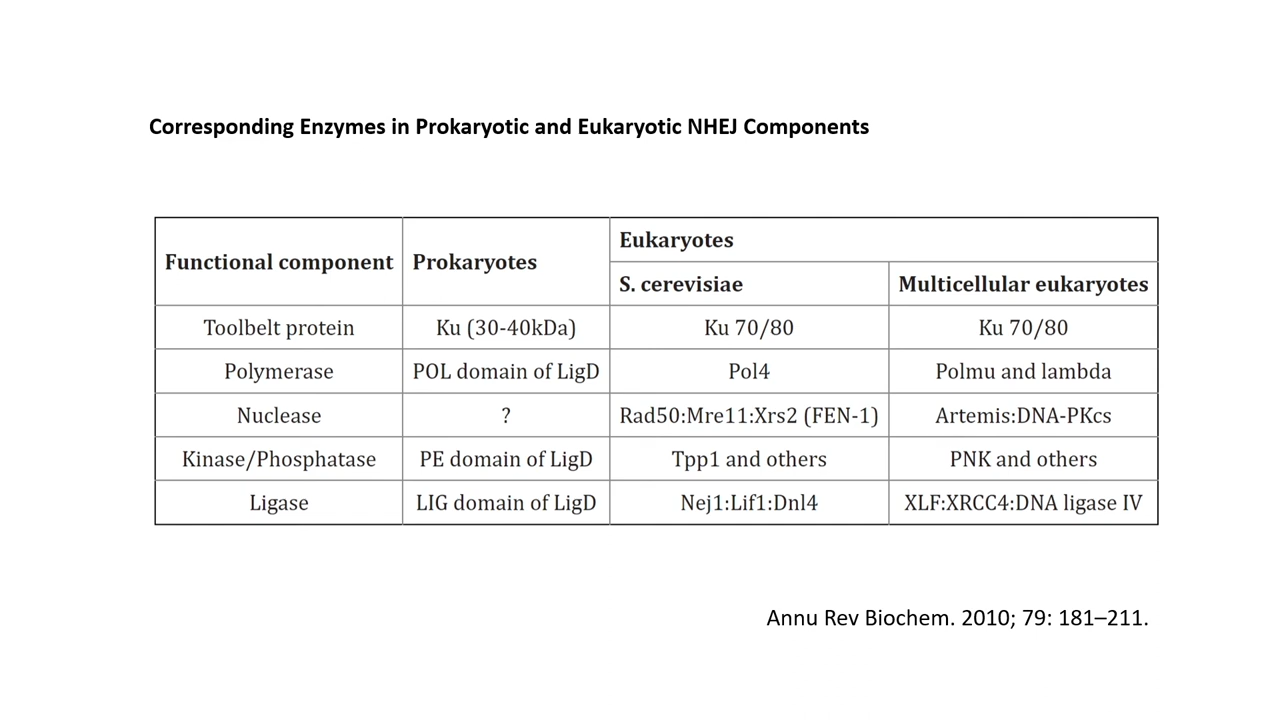 Corresponding Enzymes in Prokaryotic and Eukaryotic NHEJ Components
Functional component Prokaryotes Eukaryotes
S. cerevisiae Multicellular eukaryotes
Toolbelt protein Ku (30-40kDa) Ku 70/80 Ku 70/80
Polymerase POL domain of LigD Pol4 Polmu and lambda
Nuclease ? Rad50:Mre11:Xrs2 (FEN-1) Artemis:DNA-PKcs
Kinase/Phosphatase PE domain of LigD Tpp1 and others PNK and others
Ligase LIG domain of LigD Nej1:Lif1:Dnl4 XLF:XRCC4:DNA ligase IV
Annu Rev Biochem. 2010; 79: 181–211.